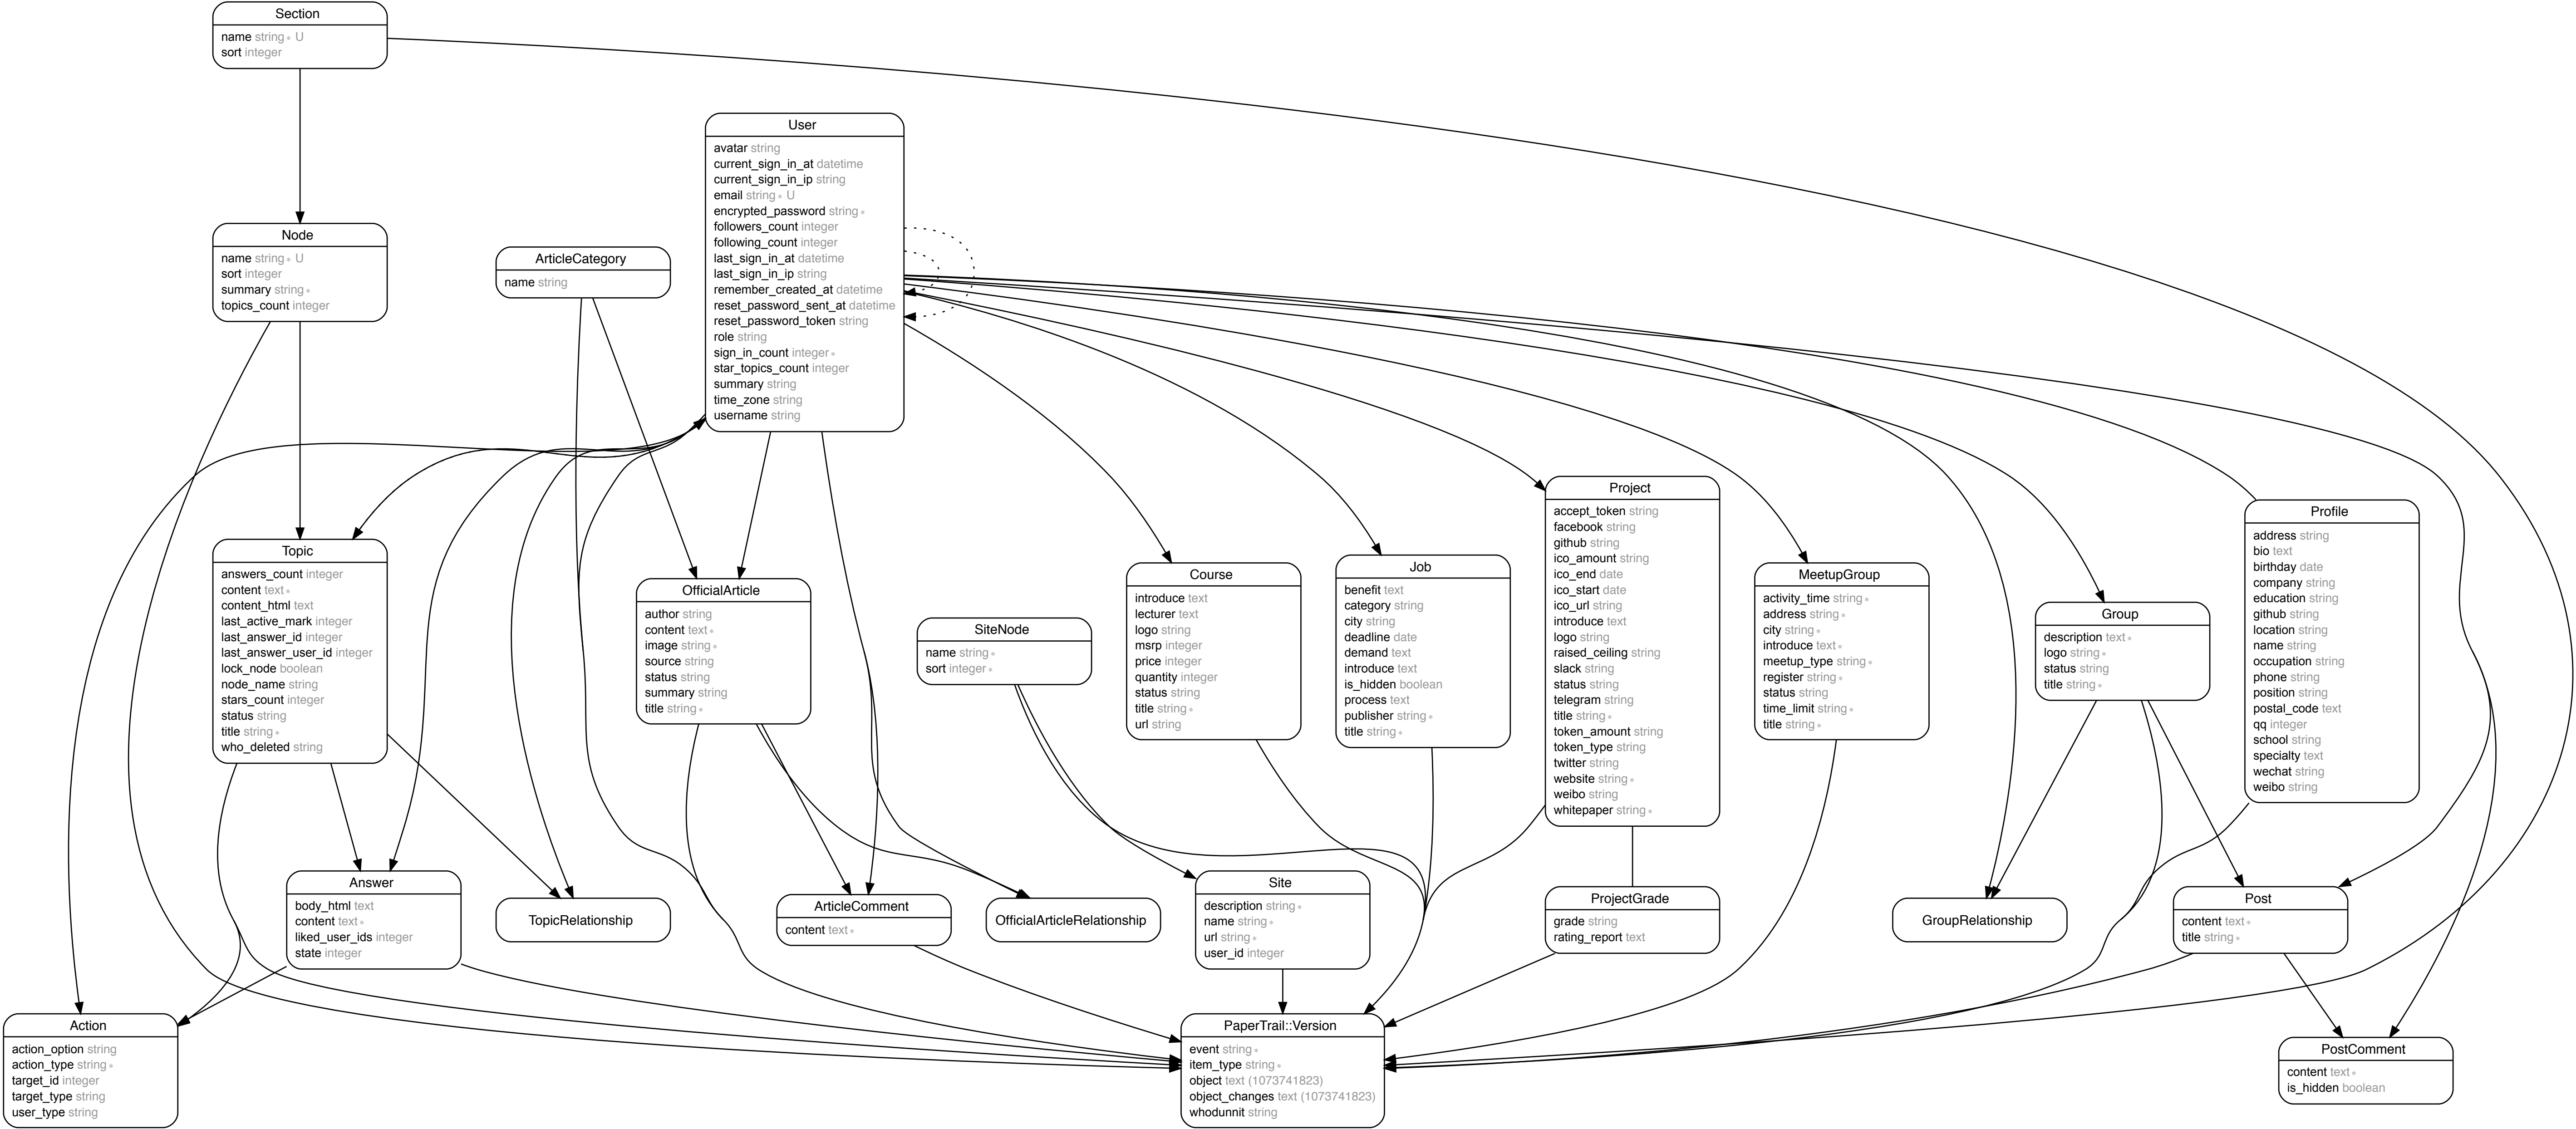 Section
name string∗ U
sort integer
User
avatar string
current_sign_in_at datetime
current_sign_in_ip string
email string∗ U
encrypted_password string∗
followers_count integer
following_count integer
last_sign_in_at datetime
last_sign_in_ip string
remember_created_at datetime
reset_password_sent_at datetime
reset_password_token string
role string
sign_in_count integer∗
star_topics_count integer
summary string
time_zone string
username string
Node
name string∗ U
sort integer
summary string∗
topics_count integer
ArticleCategory
name string
Topic
answers_count integer
content text∗
content_html text
last_active_mark integer
last_answer_id integer
last_answer_user_id integer
lock_node boolean
node_name string
stars_count integer
status string
title string∗
who_deleted string
OfficialArticle
author string
content text∗
image string∗
source string
status string
summary string
title string∗
SiteNode
name string∗
sort integer∗
Course
introduce text
lecturer text
logo string
msrp integer
price integer
quantity integer
status string
title string∗
url string
Job
benefit text
category string
city string
deadline date
demand text
introduce text
is_hidden boolean
process text
publisher string∗
title string∗
Project
accept_token string
facebook string
github string
ico_amount string
ico_end date
ico_start date
ico_url string
introduce text
logo string
raised_ceiling string
slack string
status string
telegram string
title string∗
token_amount string
token_type string
twitter string
website string∗
weibo string
whitepaper string∗
MeetupGroup
activity_time string∗
address string∗
city string∗
introduce text∗
meetup_type string∗
register string∗
status string
time_limit string∗
title string∗
Group
description text∗
logo string∗
status string
title string∗
Profile
address string
bio text
birthday date
company string
education string
github string
location string
name string
occupation string
phone string
position string
postal_code text
qq integer
school string
specialty text
wechat string
weibo string
Answer
body_html text
content text∗
liked_user_ids integer
state integer
TopicRelationship
ArticleComment
content text∗
OfficialArticleRelationship
Site
description string∗
name string∗
url string∗
user_id integer
ProjectGrade
grade string
rating_report text
GroupRelationship
Post
content text∗
title string∗
Action
action_option string
action_type string∗
target_id integer
target_type string
user_type string
PaperTrail::Version
event string∗
item_type string∗
object text (1073741823)
object_changes text (1073741823)
whodunnit string
PostComment
content text∗
is_hidden boolean